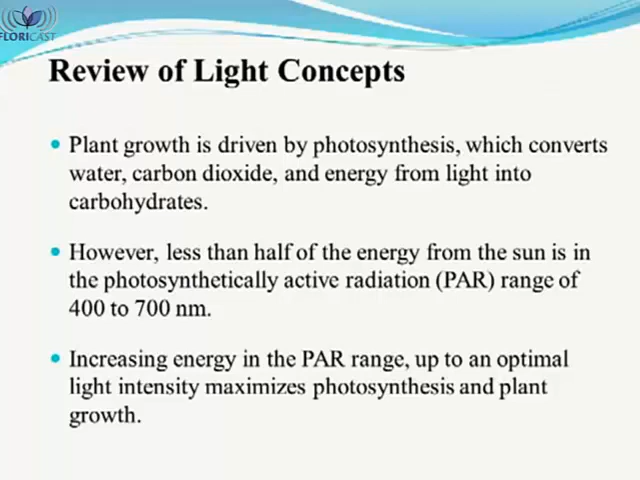 FLORICAST
Review of Light Concepts
Plant growth is driven by photosynthesis, which converts
water, carbon dioxide, and energy from light into
carbohydrates.
However, less than half of the energy from the sun is in
the photosynthetically active radiation (PAR) range of
400 to 700 nm.
Increasing energy in the PAR range, up to an optimal
light intensity maximizes photosynthesis and plant
growth.